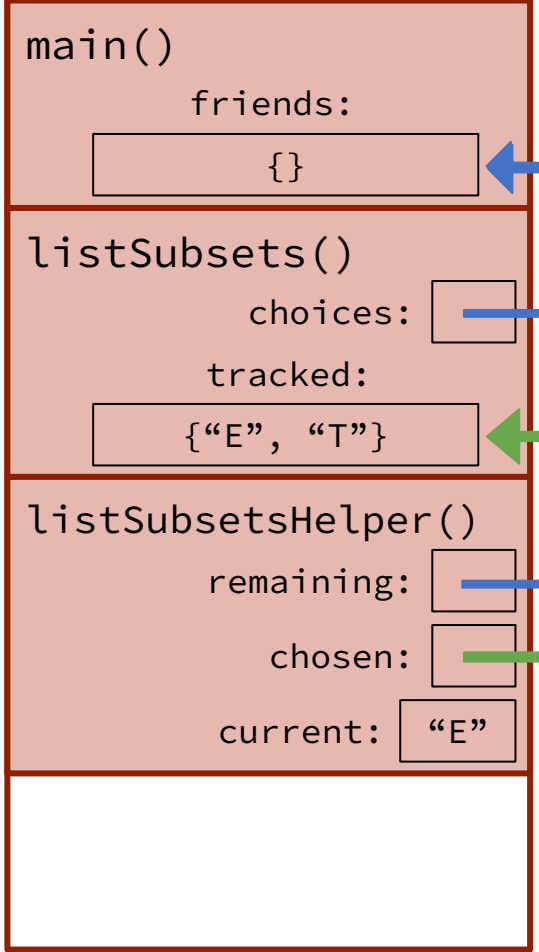 main()
friends:
{}
listSubsets()
choices:
tracked:
{“E”, “T”}
listSubsetsHelper()
remaining:
chosen:
current: “E”